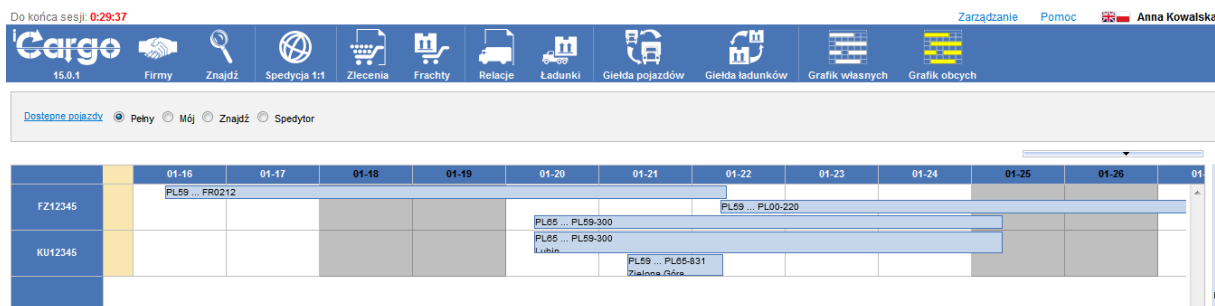 Do końca sesji: 0:29:37 Zarządzanie Pomoc Anna Kowalska
iCargo
15.0.1 Firmy Znajdź Spedycja 1:1 Zlecenia Frachty Relacje Ładunki Giełda pojazdów Giełda ładunków Grafik własnych Grafik obcych
Dostepne pojazdy Pełny Mój Znajdź Spedytor
01-16 01-17 01-18 01-19 01-20 01-21 01-22 01-23 01-24 01-25 01-26 01-
PL59 ... FR0212
FZ12345 PL59 ... PL00-220
PL65 ... PL59-300
PL65 ... PL59-300
Lubin
KU12345 PL59 ... PL65-831
Zielona Góra